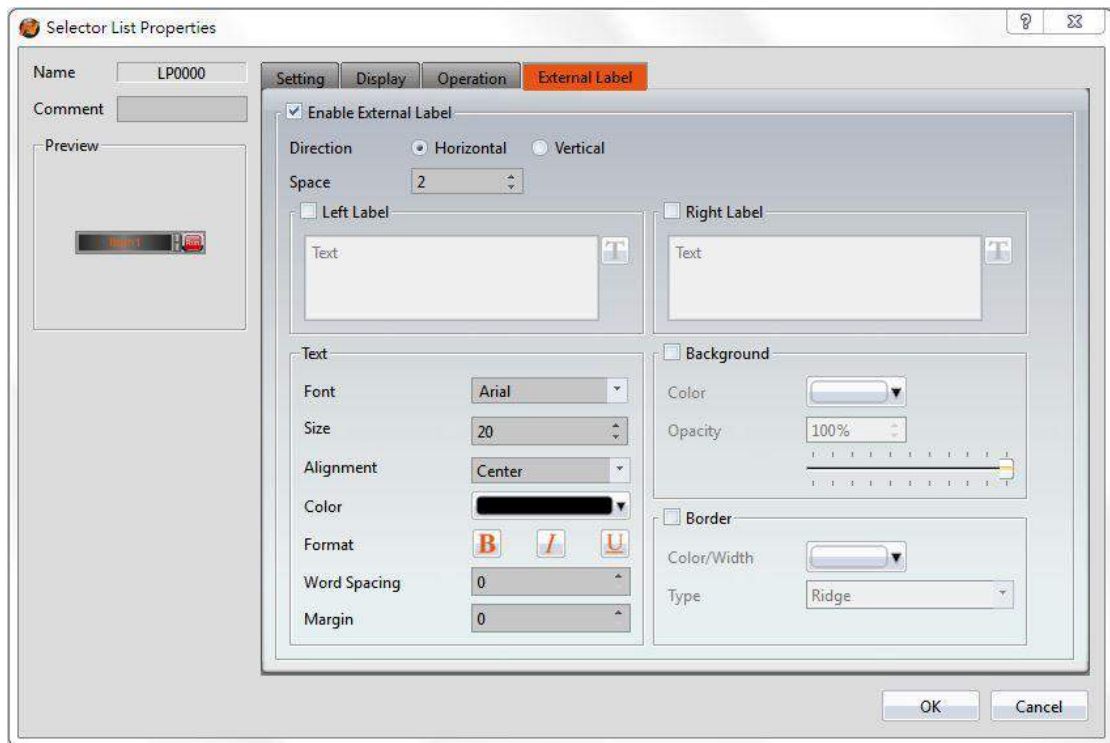 Selector List Properties
Name LP0000
Comment
Preview
Setting Display Operation External Label
Enable External Label
Direction Horizontal Vertical
Space 2
Left Label Right Label
Text T Text T
Text Background
Font Arial Color
Size 20 Opacity 100%
Alignment Center
Color Border
Format B I U Color/Width
Word Spacing 0 Type Ridge
Margin 0
OK Cancel